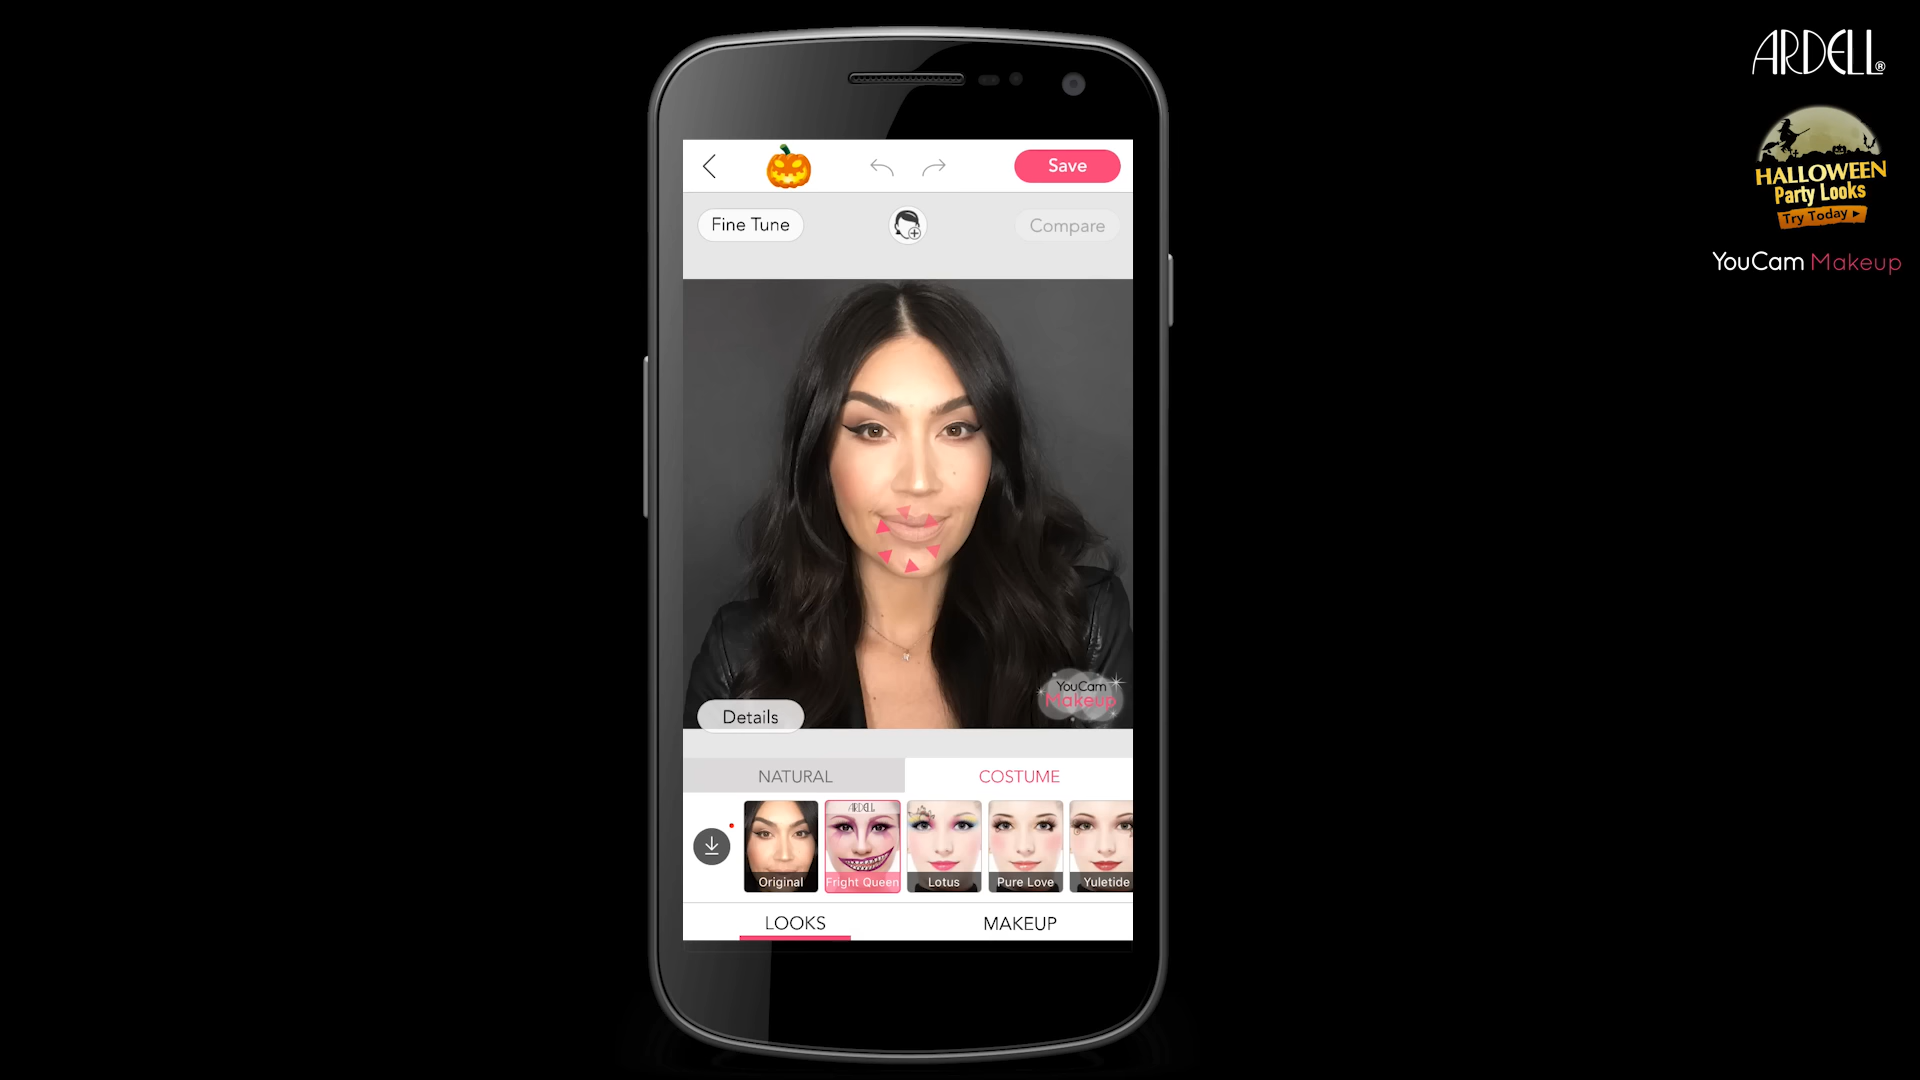 ARDELL®
HALLOWEEN
Party Looks
Try Today
YouCam Makeup
Save
Fine Tune
Compare
YouCam
Makeup
Details
NATURAL
COSTUME
ARDELL
Original
Fright Queen
Lotus
Pure Love
Yuletide
LOOKS
MAKEUP